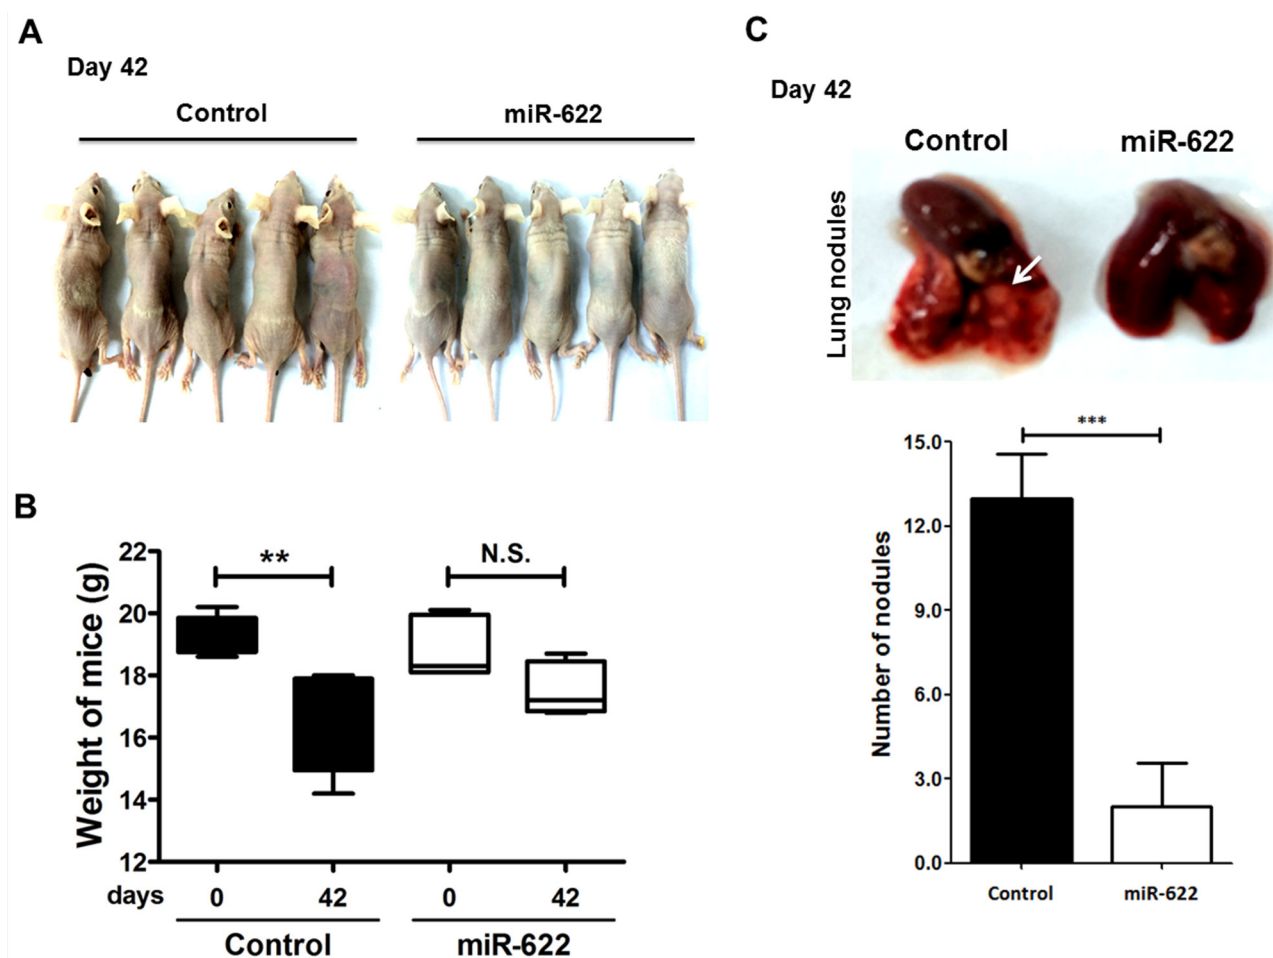 A
Day 42
Control
miR-622
B
Weight of mice (g)
22
20
18
16
14
12
**
N.S.
days
0
42
0
42
Control
miR-622
C
Day 42
Control
miR-622
Lung nodules
Number of nodules
15.0
12.0
9.0
6.0
3.0
0.0
***
Control
miR-622